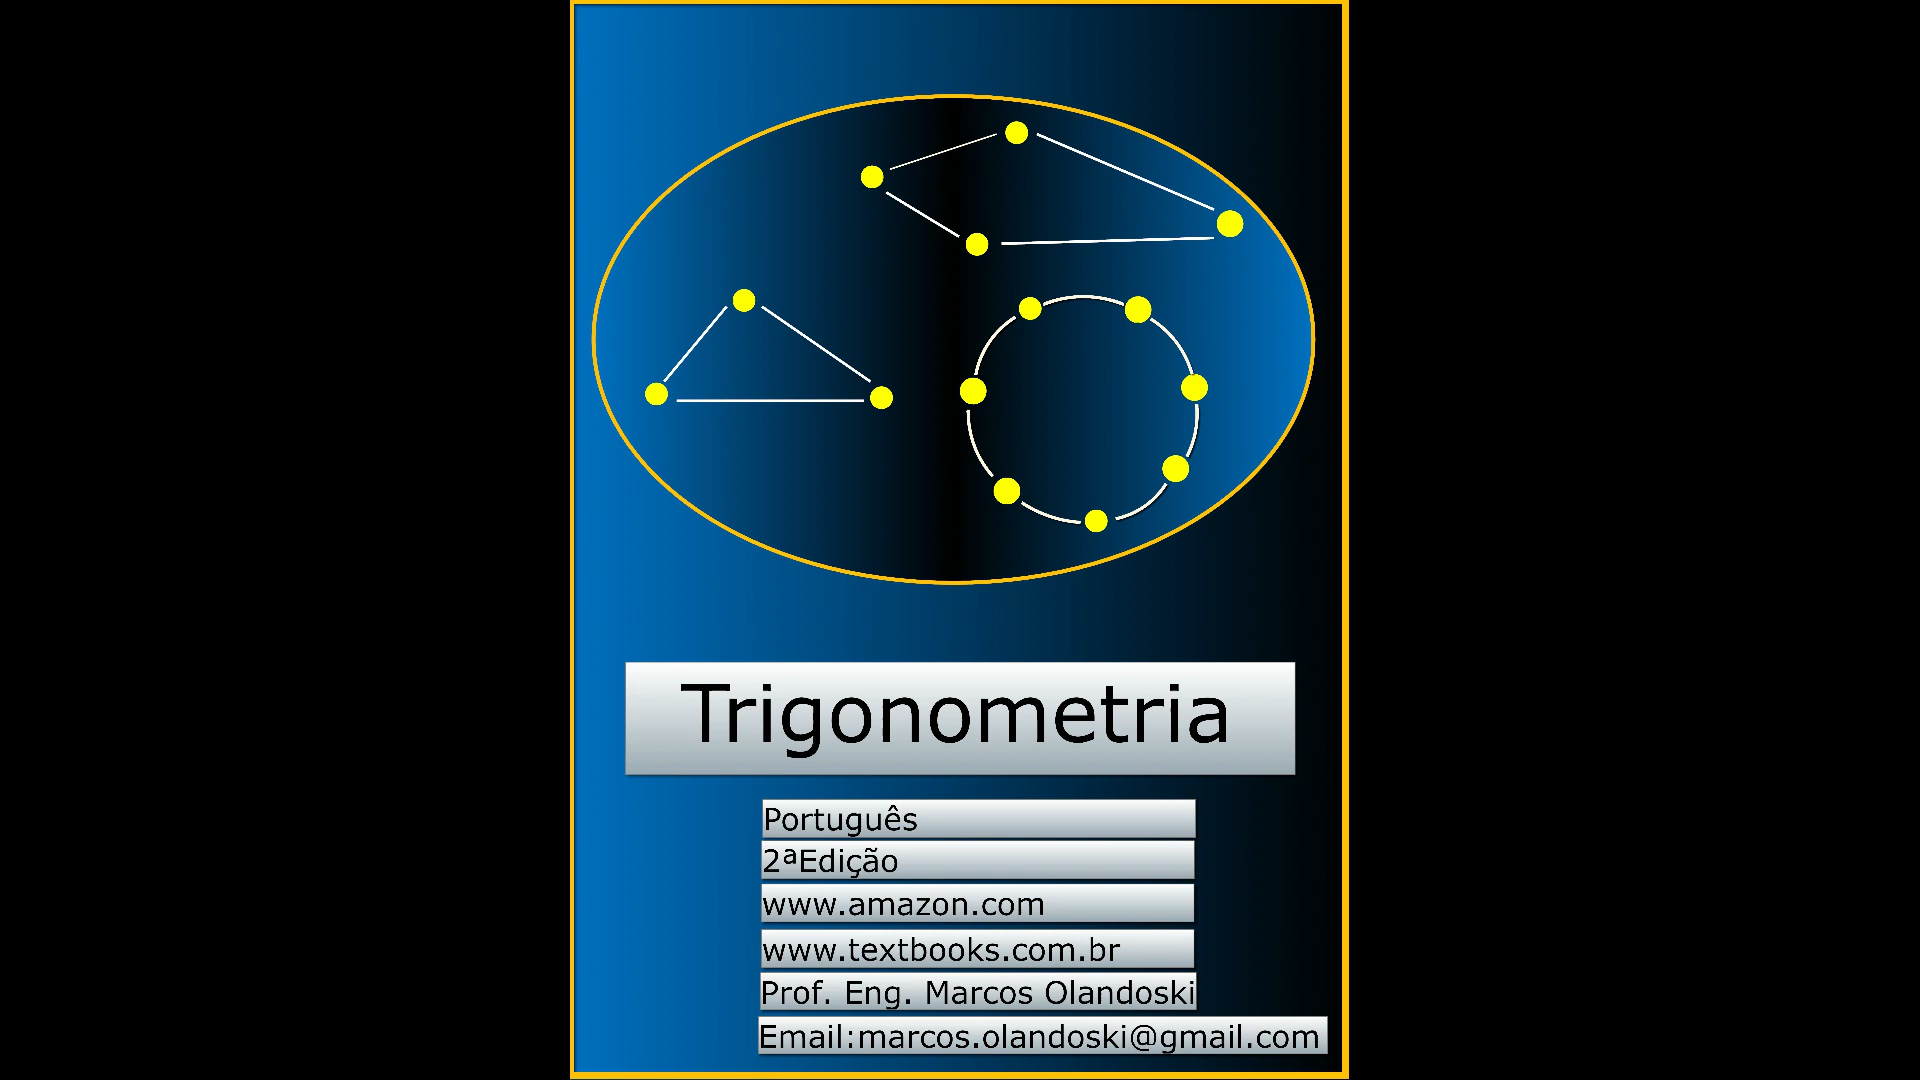 Trigonometria
Português
2ªEdição
www.amazon.com
www.textbooks.com.br
Prof. Eng. Marcos Olandoski
Email:marcos.olandoski@gmail.com